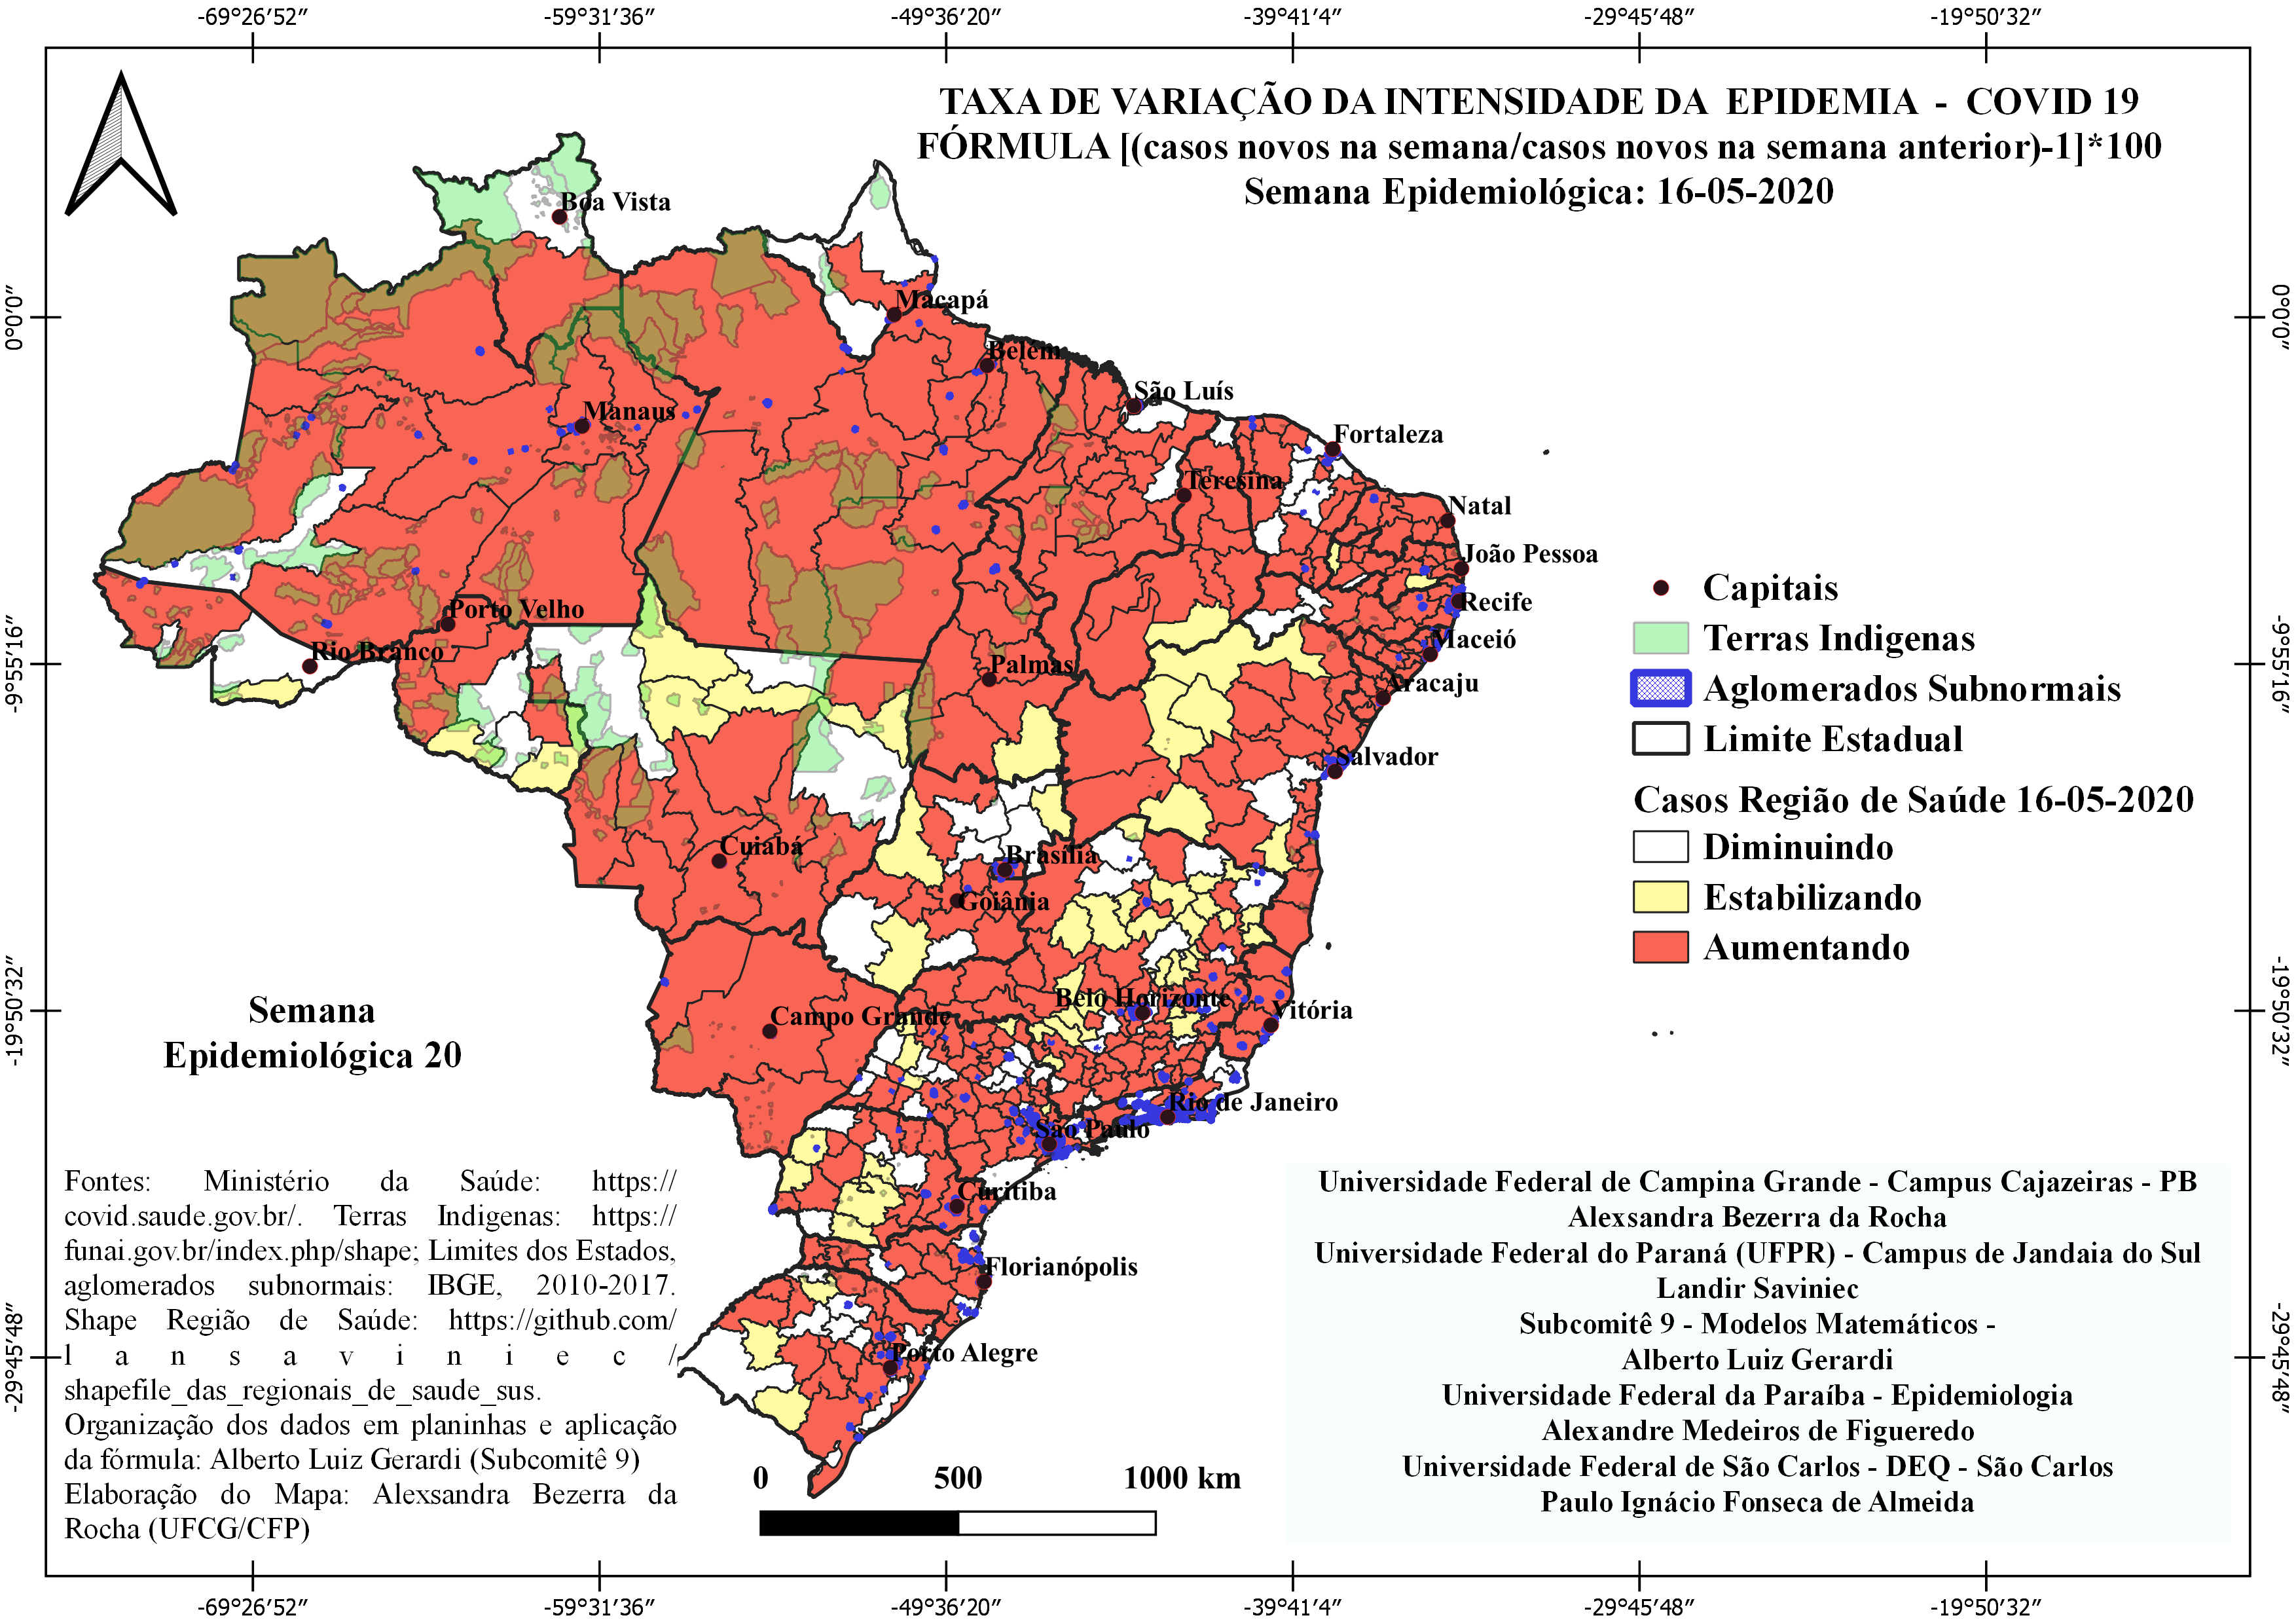 -69°26′52″ -59°31′36″ -49°36′20″ -39°41′4″ -29°45′48″ -19°50′32″
TAXA DE VARIAÇÃO DA INTENSIDADE DA EPIDEMIA - COVID 19
FÓRMULA [(casos novos na semana/casos novos na semana anterior)-1]*100
Semana Epidemiológica: 16-05-2020
0°0′0″ 0°0′0″
-9°55′16″ -9°55′16″
-19°50′32″ -19°50′32″
-29°45′48″ -29°45′48″
Boa Vista
Macapá
Belém
São Luís
Manaus
Fortaleza
Teresina
Natal
João Pessoa
Porto Velho
Recife
Maceió
Rio Branco
Palmas
Aracaju
Salvador
Cuiabá
Brasília
Goiânia
Belo Horizonte
Campo Grande
Vitória
Rio de Janeiro
São Paulo
Curitiba
Florianópolis
Porto Alegre
Capitais
Terras Indigenas
Aglomerados Subnormais
Limite Estadual
Casos Região de Saúde 16-05-2020
Diminuindo
Estabilizando
Aumentando
Semana
Epidemiológica 20
Fontes: Ministério da Saúde: https://
covid.saude.gov.br/. Terras Indigenas: https://
funai.gov.br/index.php/shape; Limites dos Estados,
aglomerados subnormais: IBGE, 2010-2017.
Shape Região de Saúde: https://github.com/
lansaviniec/
shapefile_das_regionais_de_saude_sus.
Organização dos dados em planinhas e aplicação
da fórmula: Alberto Luiz Gerardi (Subcomitê 9)
Elaboração do Mapa: Alexsandra Bezerra da
Rocha (UFCG/CFP)
0 500 1000 km
Universidade Federal de Campina Grande - Campus Cajazeiras - PB
Alexsandra Bezerra da Rocha
Universidade Federal do Paraná (UFPR) - Campus de Jandaia do Sul
Landir Saviniec
Subcomitê 9 - Modelos Matemáticos -
Alberto Luiz Gerardi
Universidade Federal da Paraíba - Epidemiologia
Alexandre Medeiros de Figueredo
Universidade Federal de São Carlos - DEQ - São Carlos
Paulo Ignácio Fonseca de Almeida
-69°26′52″ -59°31′36″ -49°36′20″ -39°41′4″ -29°45′48″ -19°50′32″